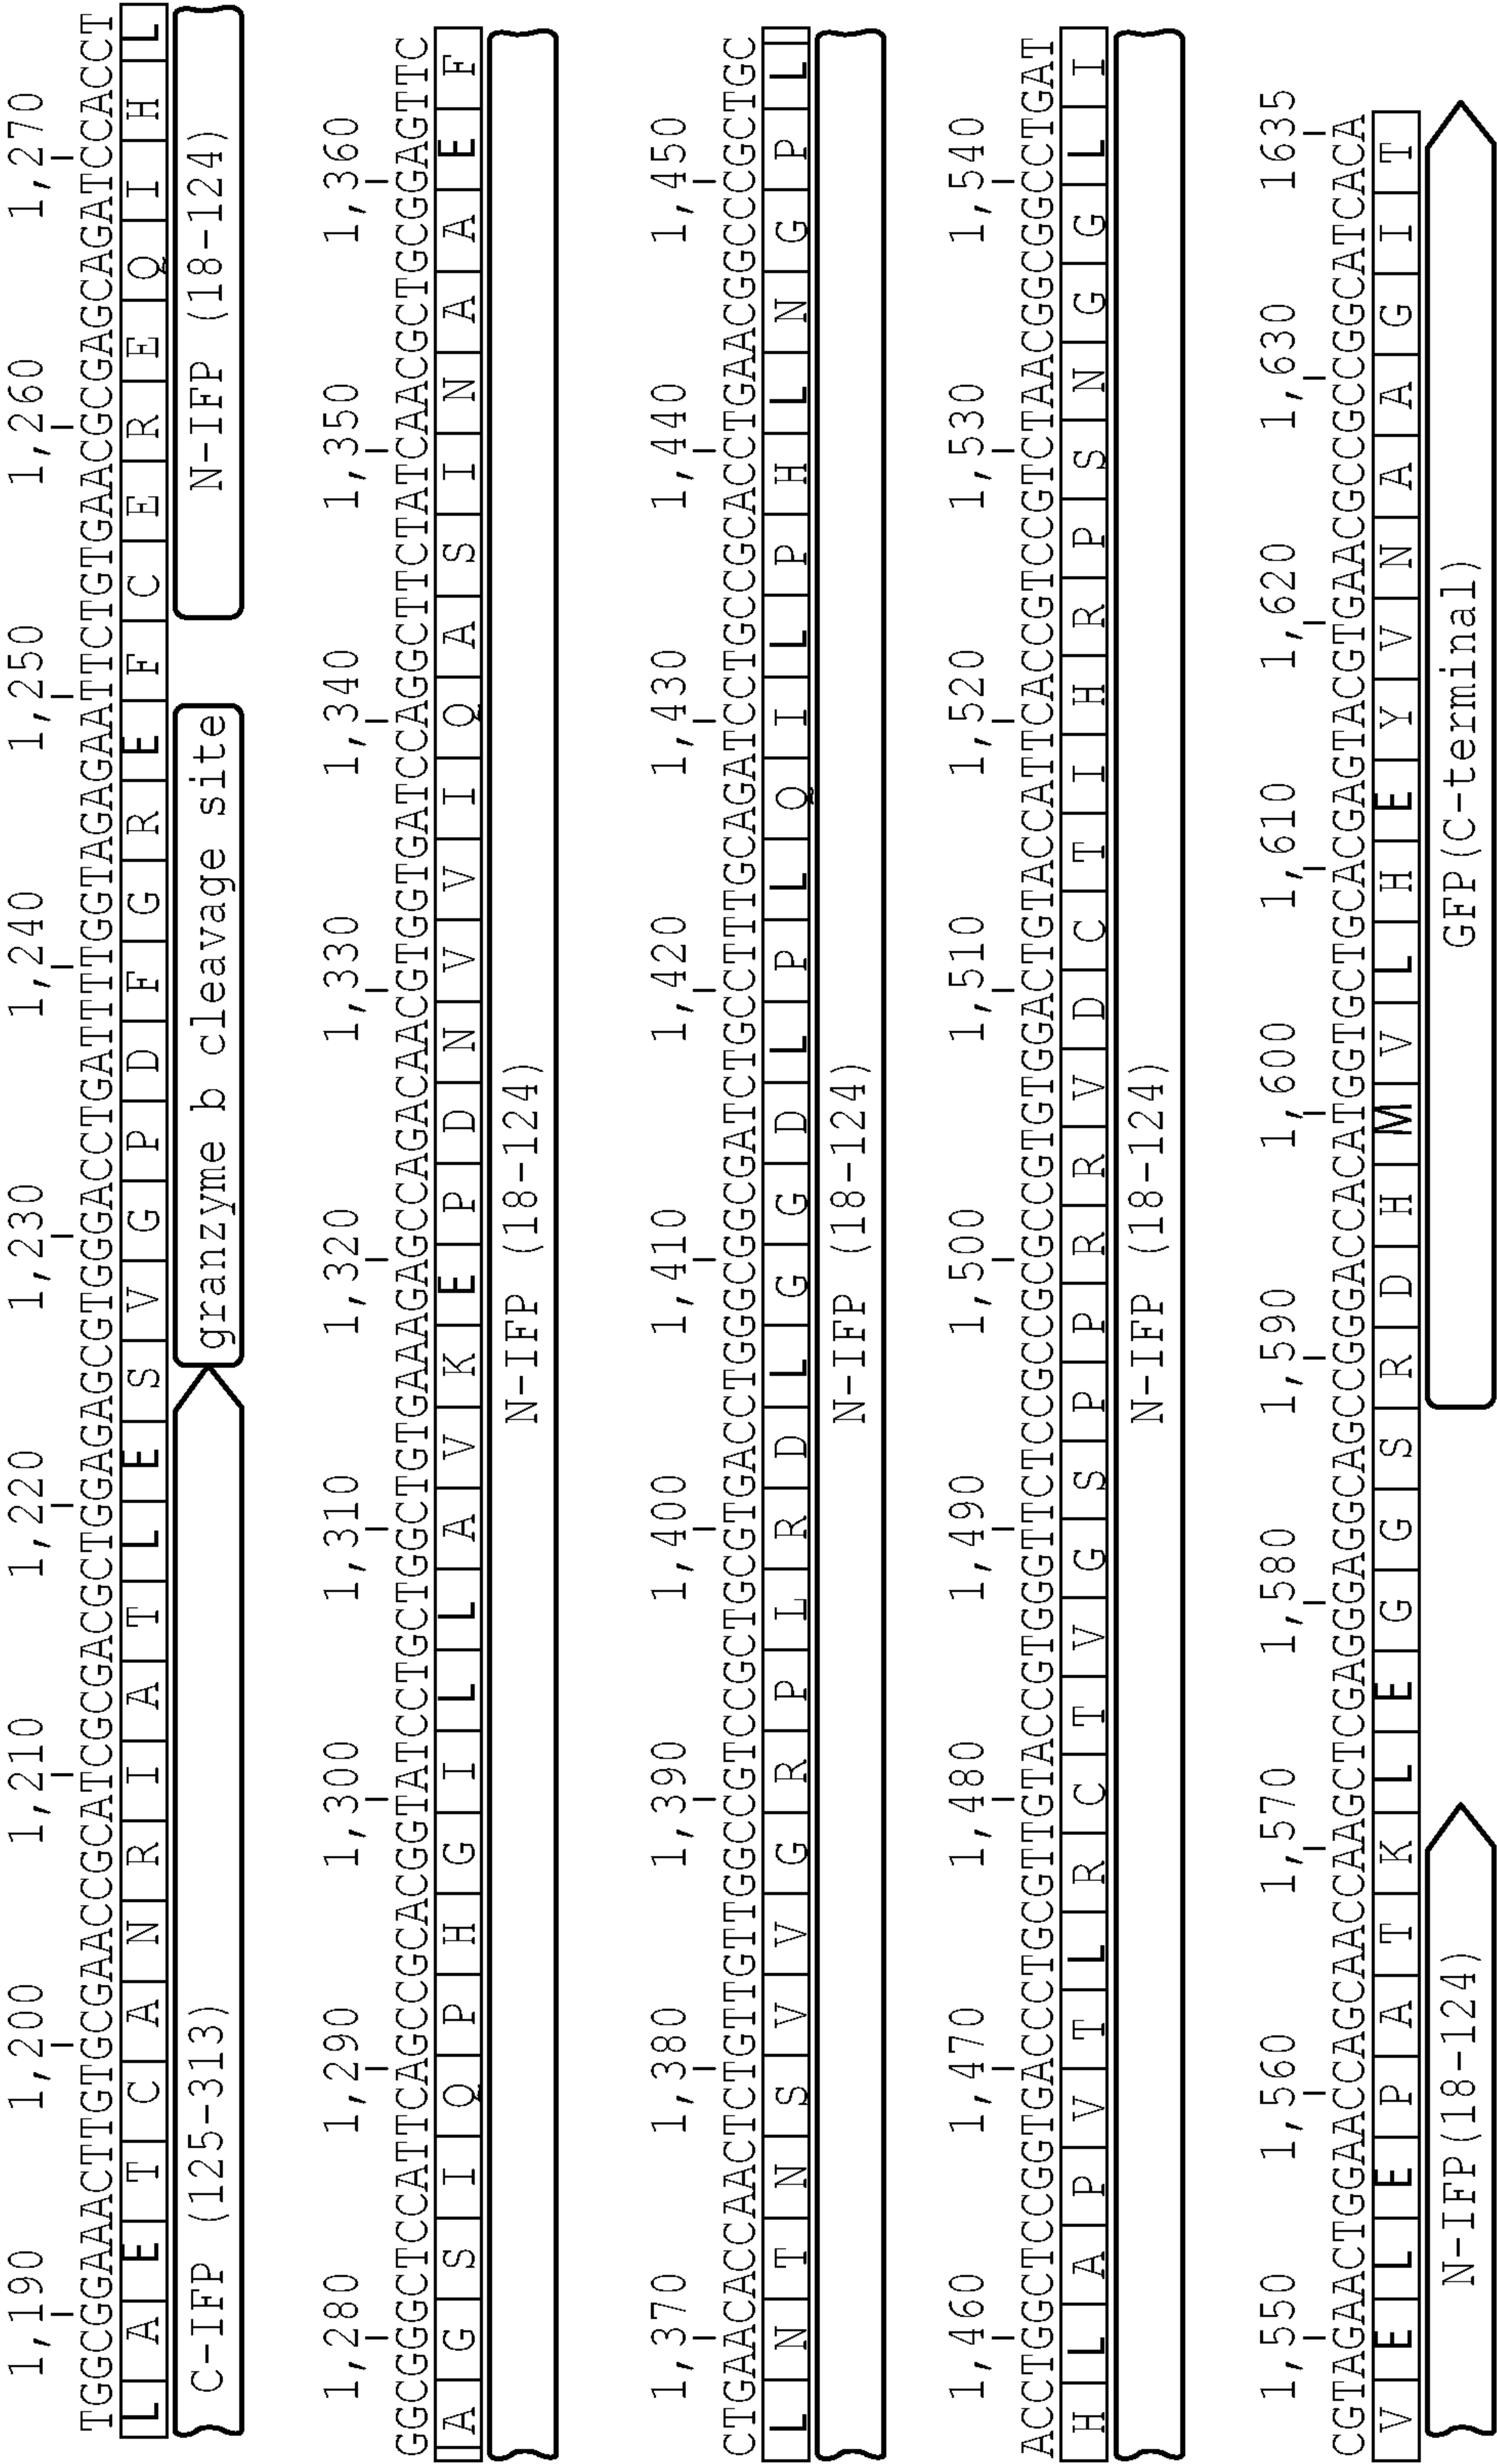 1,190 1,200 1,210 1,220 1,230 1,240 1,250 1,260 1,270
TGGCGGAAACTTGTGCGAACCGCATCGCGACGCTGGAGAGCGTGGGACCTGATTTTGGTAGAGAATTCTGTGAACGCGAGCAGATCCACCT
L A E T C A N R I A T L E S V G P D F G R E F C E R E Q I H L
C-IFP (125-313) granzyme b cleavage site N-IFP (18-124)
1,280 1,290 1,300 1,310 1,320 1,330 1,340 1,350 1,360
GGCGGGCTCCATTCAGCCGCACGGTATCCTGCTGGCTGTGAAAGAGCCAGACAACGTGGTGATCCAGGCTTCTATCAACGCTGCGGAGTTC
A G S I Q P H G I L L A V K E P D N V V I Q A S I N A A E F
N-IFP (18-124)
1,370 1,380 1,390 1,400 1,410 1,420 1,430 1,440 1,450
CTGAACACCAACTCTGTTGTTGGCCGTCCGCTGCGTGACCTGGGCGGCGATCTGCCTTTGCAGATCCTGCCGCACCTGAACGGCCCGCTGC
L N T N S V V G R P L R D L G G D L P L Q I L P H L N G P L
N-IFP (18-124)
1,460 1,470 1,480 1,490 1,500 1,510 1,520 1,530 1,540
ACCTGGCTCCGGTGACCCTGCGTTGTACCGTGGGTTCTCCGCCGCGCCGTGTGGACTGTACCATTCACCGTCCGTCTAACGGCGGCCTGAT
H L A P V T L R C T V G S P P R R V D C T I H R P S N G G L I
N-IFP (18-124)
1,550 1,560 1,570 1,580 1,590 1,600 1,610 1,620 1,630 1635
CGTAGAACTGGAACCAGCAACCAAGCTCGAGGGAGGCAGCCGGGACCACATGGTGCTGCACGAGTACGTGAACGCCGCCGGCATCACA
V E L E P A T K L E G G S R D H M V L H E Y V N A A G I T
N-IFP(18-124) GFP(C-terminal)